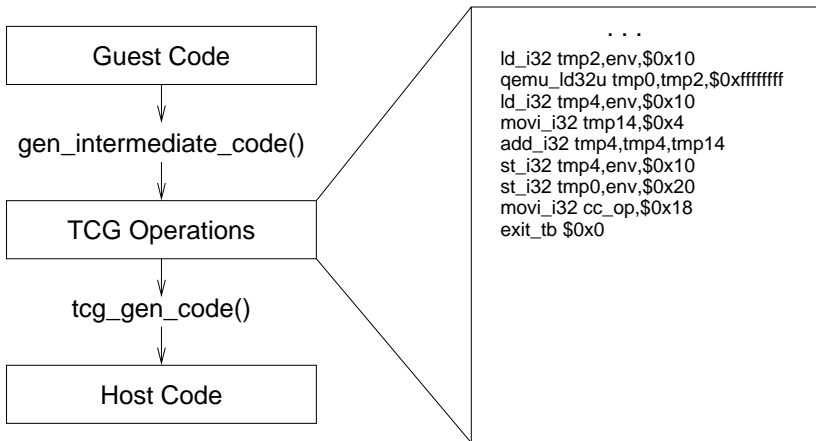 Guest Code
gen_intermediate_code()
TCG Operations
tcg_gen_code()
Host Code
. . .
ld_i32 tmp2,env,$0x10
qemu_ld32u tmp0,tmp2,$0xffffffff
ld_i32 tmp4,env,$0x10
movi_i32 tmp14,$0x4
add_i32 tmp4,tmp4,tmp14
st_i32 tmp4,env,$0x10
st_i32 tmp0,env,$0x20
movi_i32 cc_op,$0x18
exit_tb $0x0